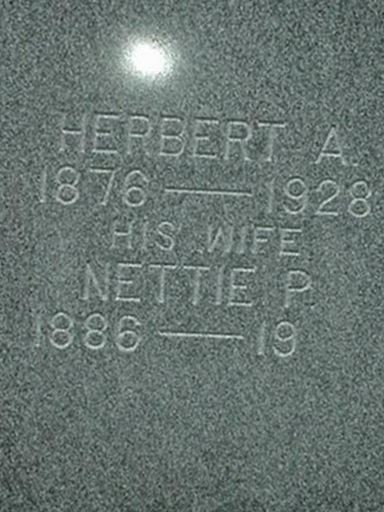 HERBERT A.
1876 — 1928
HIS WIFE
NETTIE P.
1886 — 19